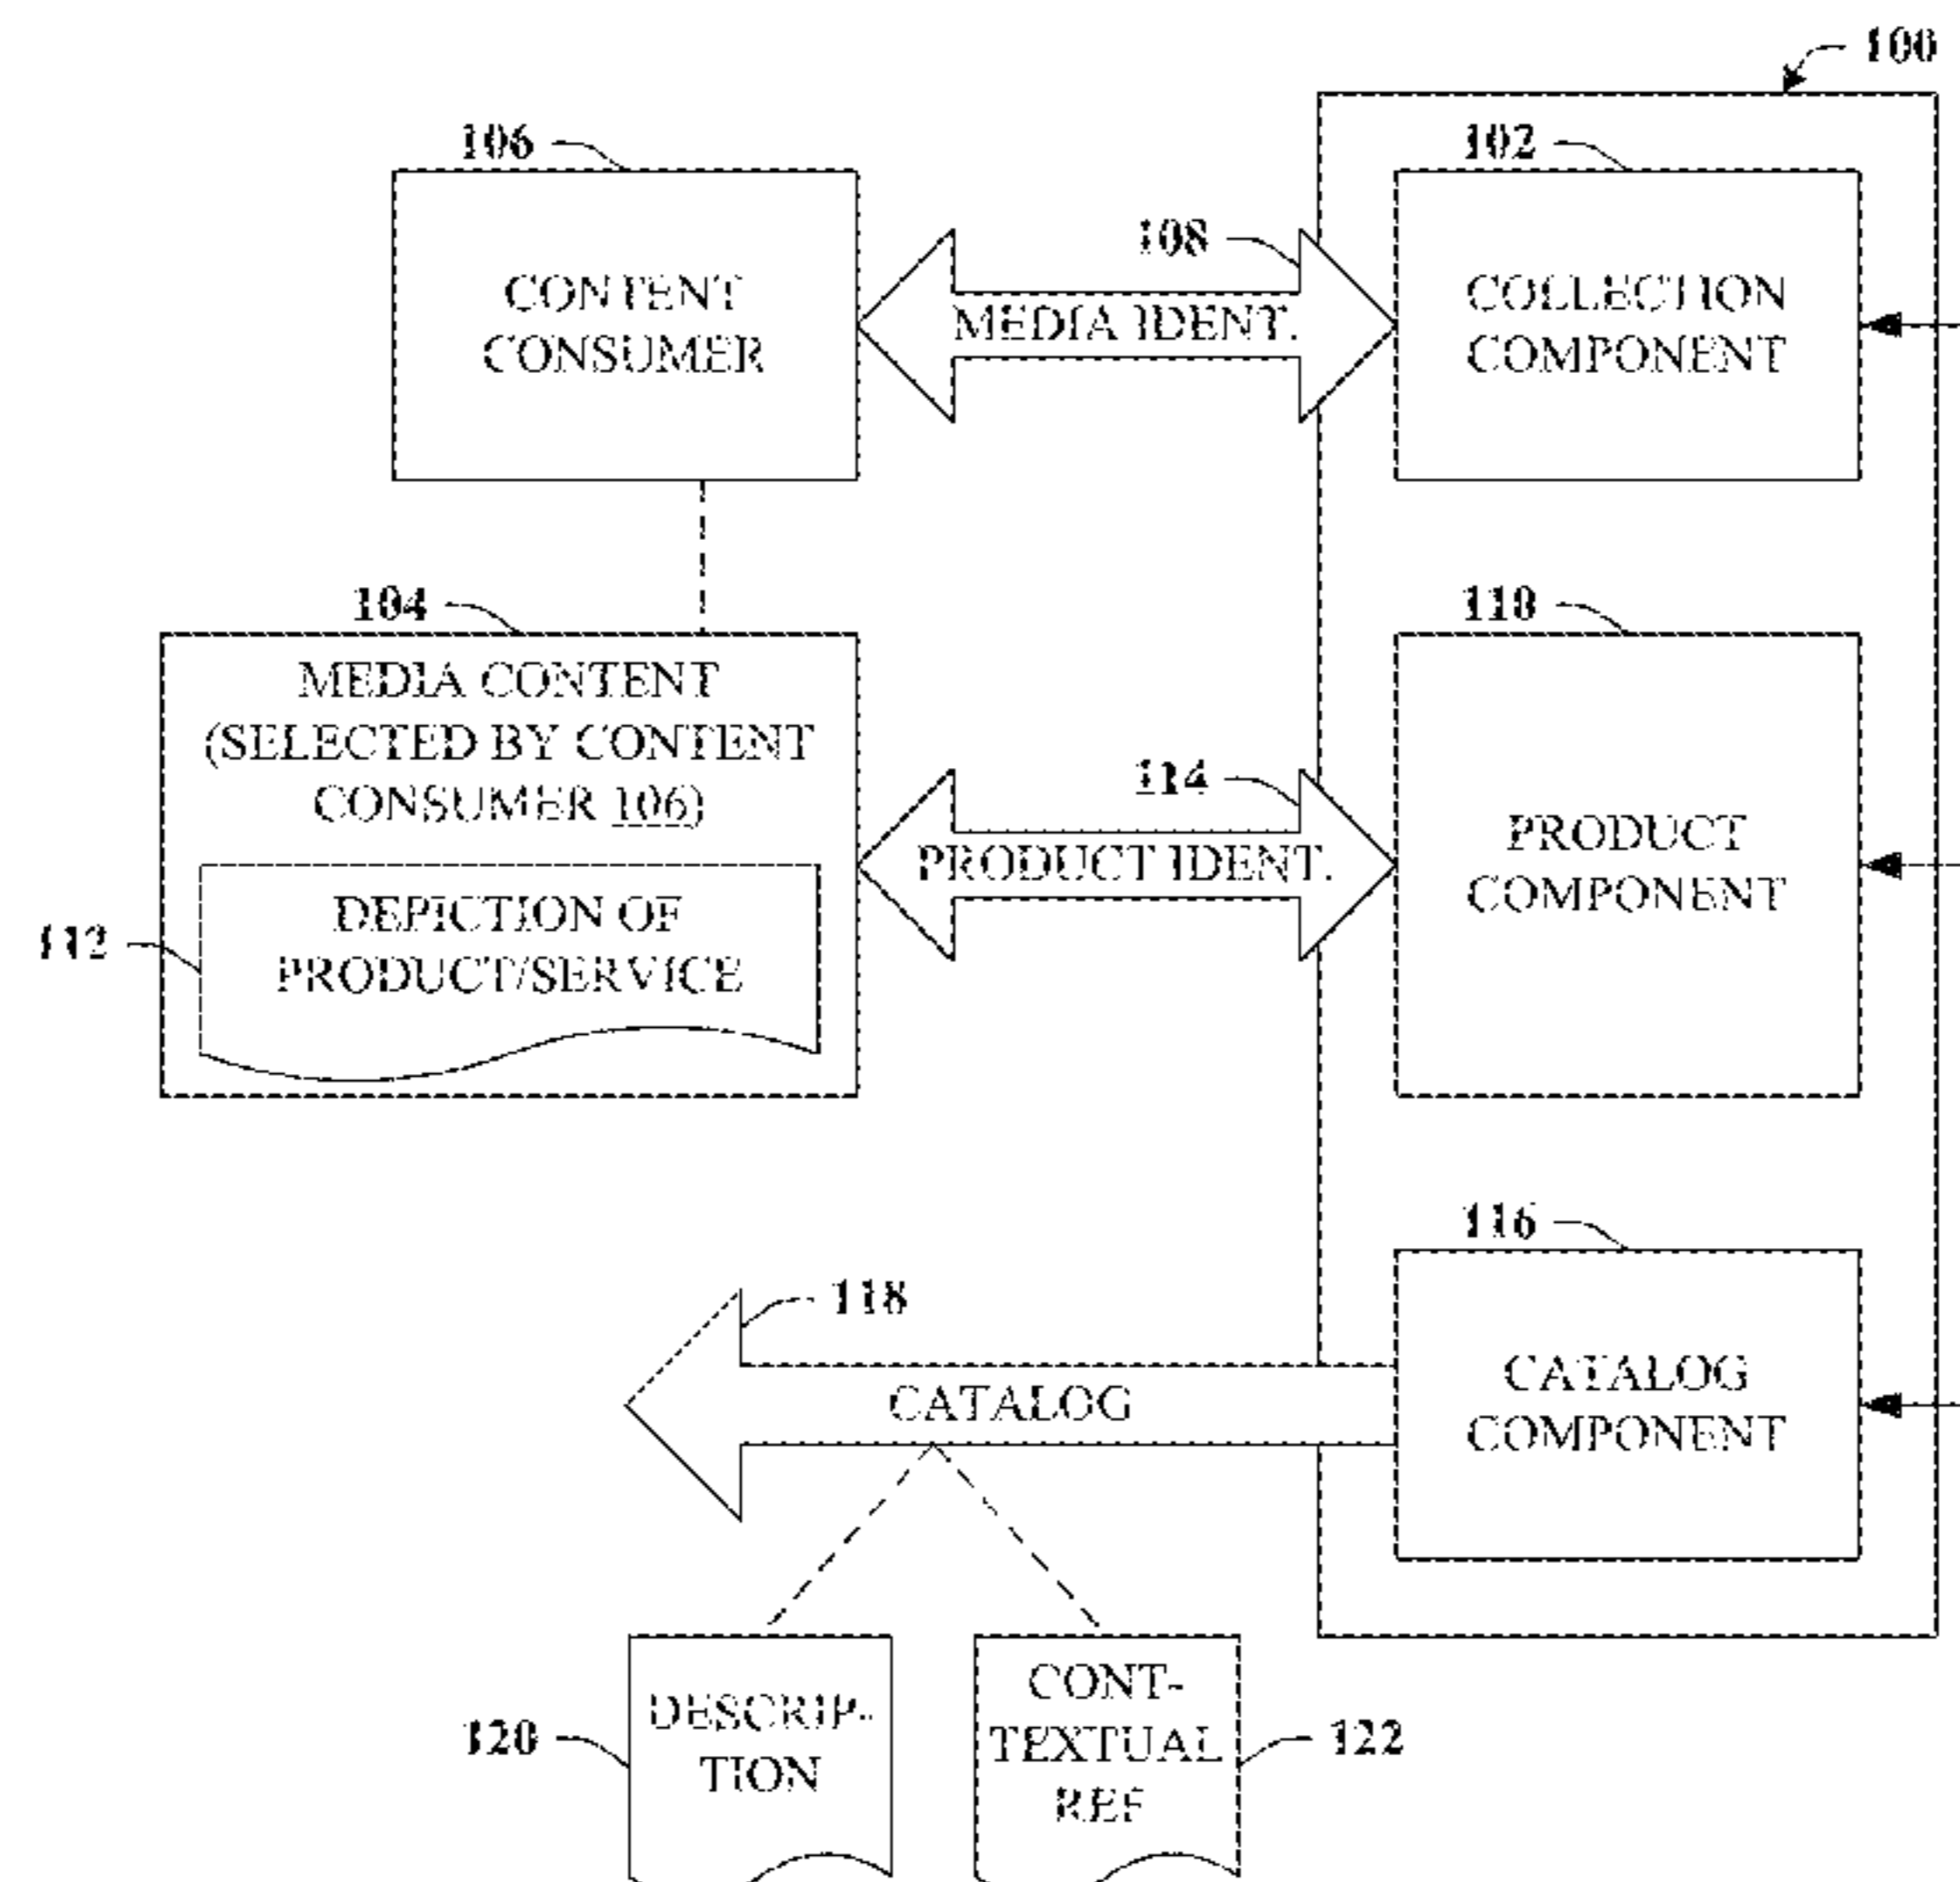 100
106
102
108
CONTENT
CONSUMER
MEDIA IDENT.
COLLECTION
COMPONENT
104
110
MEDIA CONTENT
(SELECTED BY CONTENT
CONSUMER 106)
114
PRODUCT IDENT.
PRODUCT
COMPONENT
112
DEPICTION OF
PRODUCT/SERVICE
116
118
CATALOG
CATALOG
COMPONENT
120
DESCRIP-
TION
CONT-
TEXTUAL
REF
122